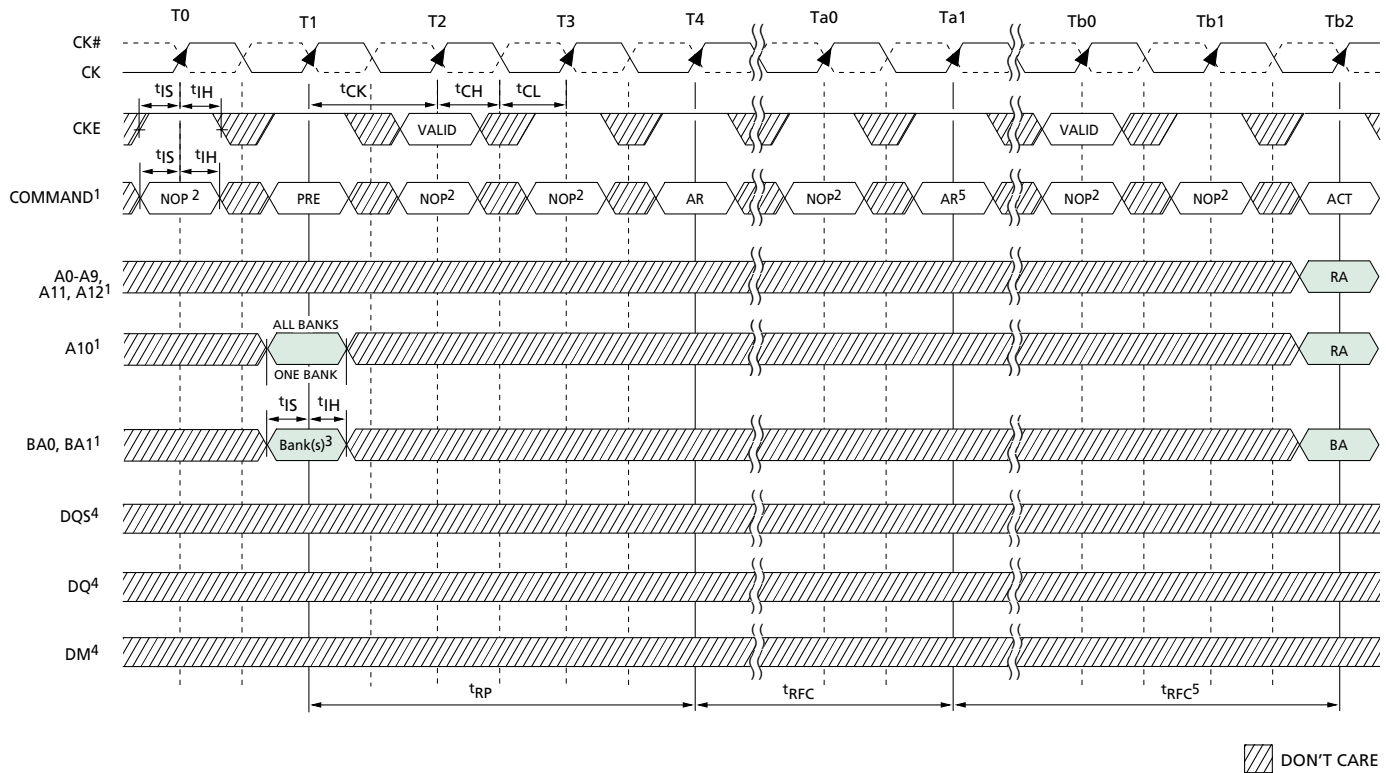 T0 T1 T2 T3 T4 Ta0 Ta1 Tb0 Tb1 Tb2
CK#
CK
tIS tIH tCK tCH tCL
CKE VALID VALID
tIS tIH
COMMAND1 NOP 2 PRE NOP2 NOP2 AR NOP2 AR5 NOP2 NOP2 ACT
A0-A9,
A11, A121 RA
ALL BANKS
A101 RA
ONE BANK
tIS tIH
BA0, BA11 Bank(s)3 BA
DQS4
DQ4
DM4
tRP tRFC tRFC5
DON'T CARE